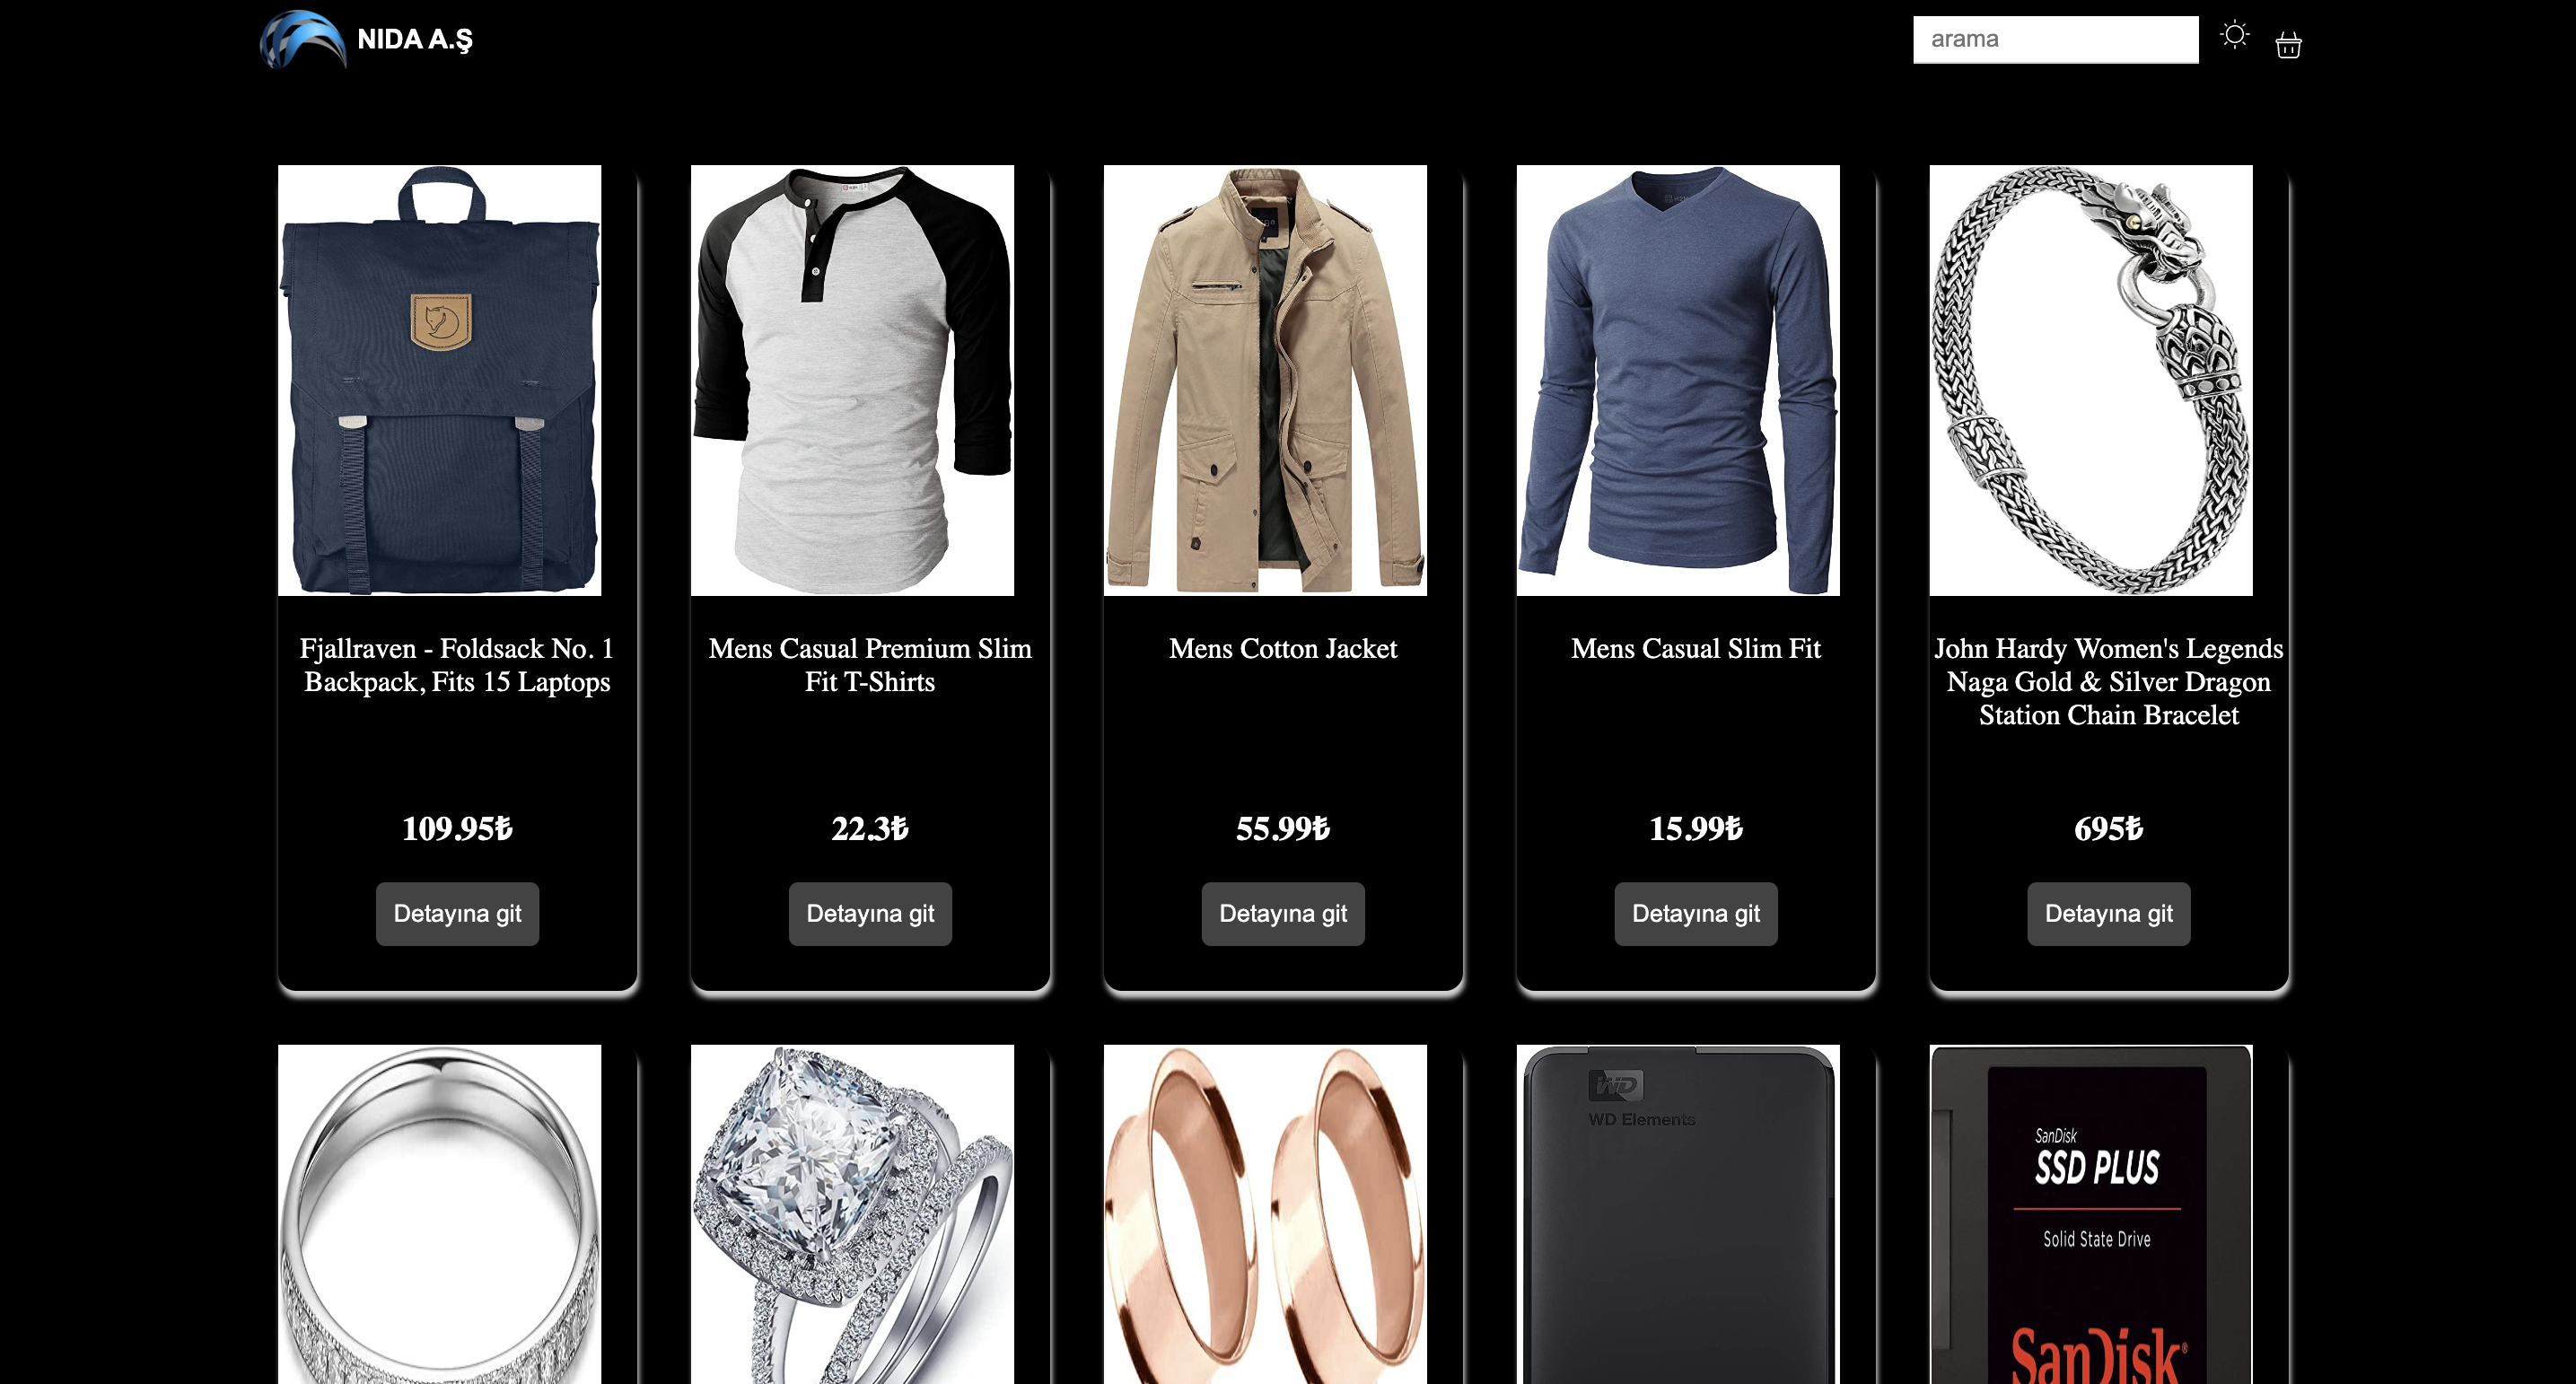 NIDA A.Ş
arama
Fjallraven - Foldsack No. 1
Backpack, Fits 15 Laptops
Mens Casual Premium Slim
Fit T-Shirts
Mens Cotton Jacket
Mens Casual Slim Fit
John Hardy Women's Legends
Naga Gold & Silver Dragon
Station Chain Bracelet
109.95₺
22.3₺
55.99₺
15.99₺
695₺
Detayına git
Detayına git
Detayına git
Detayına git
Detayına git
WD
WD Elements
SanDisk
SSD PLUS
Solid State Drive
SanDisk®